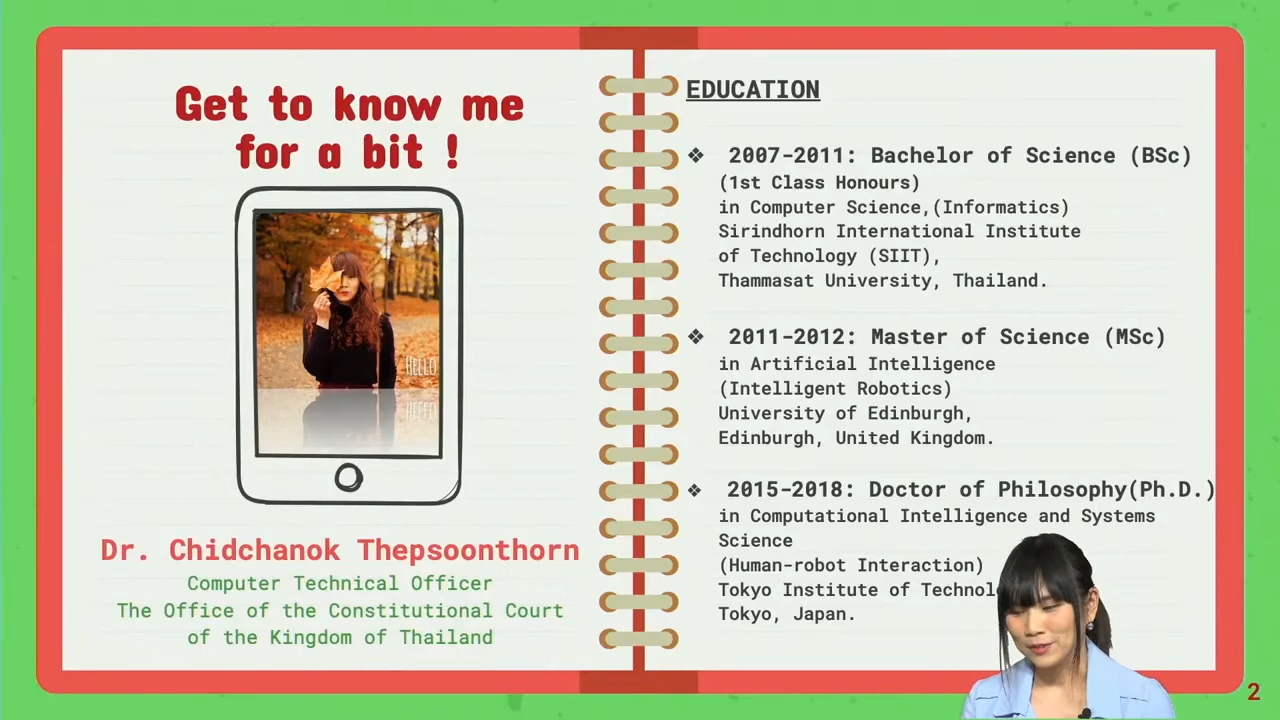 Get to know me
for a bit !
HELLO
Dr. Chidchanok Thepsoonthorn
Computer Technical Officer
The Office of the Constitutional Court
of the Kingdom of Thailand
EDUCATION
❖ 2007-2011: Bachelor of Science (BSc)
(1st Class Honours)
in Computer Science,(Informatics)
Sirindhorn International Institute
of Technology (SIIT),
Thammasat University, Thailand.
❖ 2011-2012: Master of Science (MSc)
in Artificial Intelligence
(Intelligent Robotics)
University of Edinburgh,
Edinburgh, United Kingdom.
❖ 2015-2018: Doctor of Philosophy(Ph.D.)
in Computational Intelligence and Systems
Science
(Human-robot Interaction)
Tokyo Institute of
Tokyo, Japan.
2